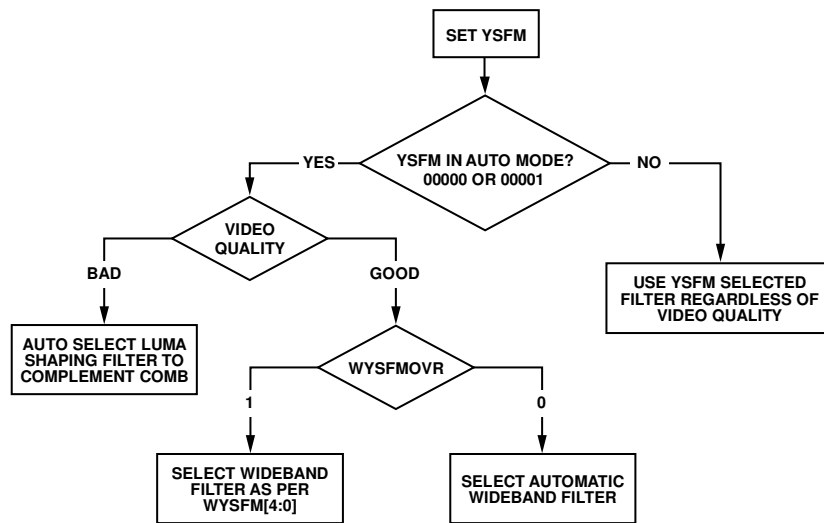 SET YSFM
YSFM IN AUTO MODE?
00000 OR 00001
YES
NO
VIDEO
QUALITY
BAD
GOOD
USE YSFM SELECTED
FILTER REGARDLESS OF
VIDEO QUALITY
AUTO SELECT LUMA
SHAPING FILTER TO
COMPLEMENT COMB
WYSFMOVR
1
0
SELECT WIDEBAND
FILTER AS PER
WYSFM[4:0]
SELECT AUTOMATIC
WIDEBAND FILTER